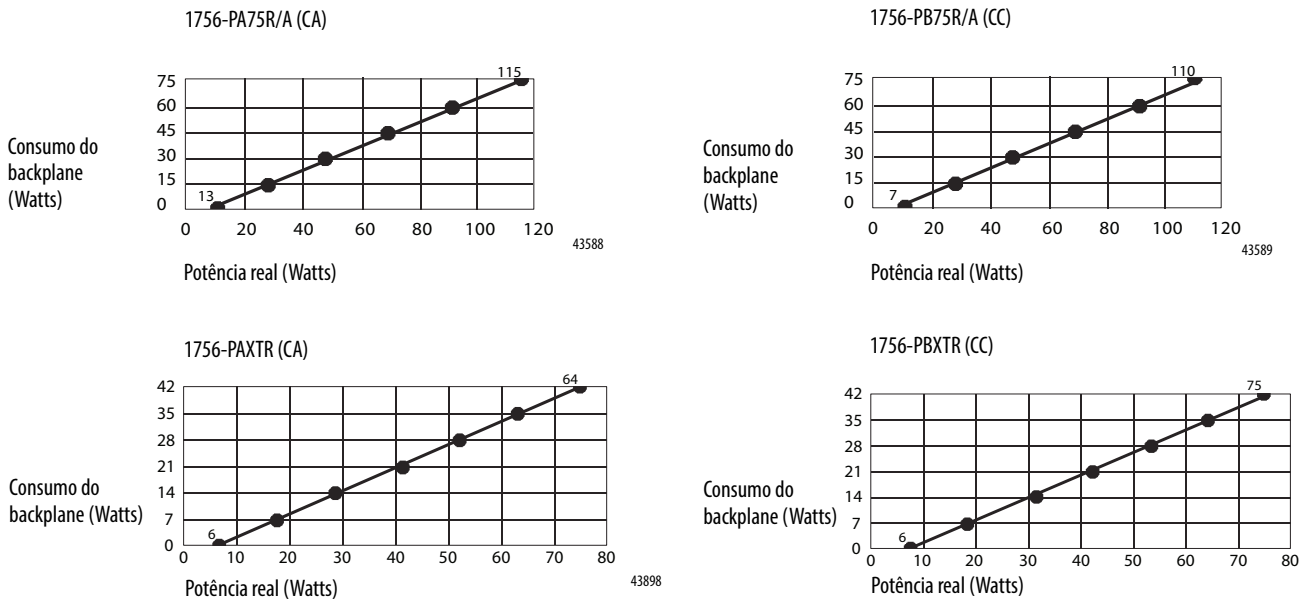 1756-PA75R/A (CA)
115
75
60
45
30
15
0
13
Consumo do
backplane
(Watts)
0 20 40 60 80 100 120
43588
Potência real (Watts)
1756-PB75R/A (CC)
110
75
60
45
30
15
0
7
Consumo do
backplane
(Watts)
0 20 40 60 80 100 120
43589
Potência real (Watts)
1756-PAXTR (CA)
64
42
35
28
21
14
7
0
6
Consumo do
backplane (Watts)
0 10 20 30 40 50 60 70 80
43898
Potência real (Watts)
1756-PBXTR (CC)
75
42
35
28
21
14
7
0
6
Consumo do
backplane (Watts)
0 10 20 30 40 50 60 70 80
Potência real (Watts)